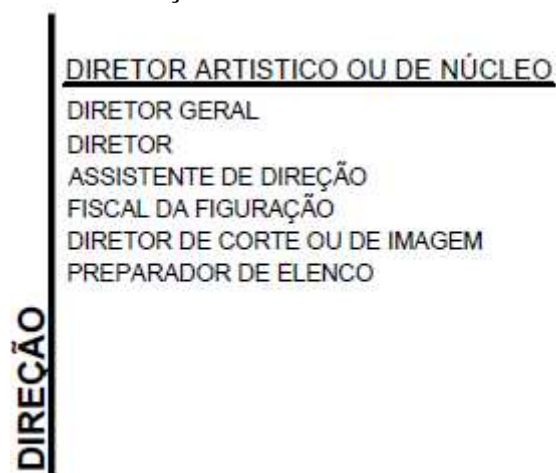 DIRETOR ARTISTICO OU DE NÚCLEO
DIRETOR GERAL
DIRETOR
ASSISTENTE DE DIREÇÃO
FISCAL DA FIGURAÇÃO
DIRETOR DE CORTE OU DE IMAGEM
PREPARADOR DE ELENCO
DIREÇÃO